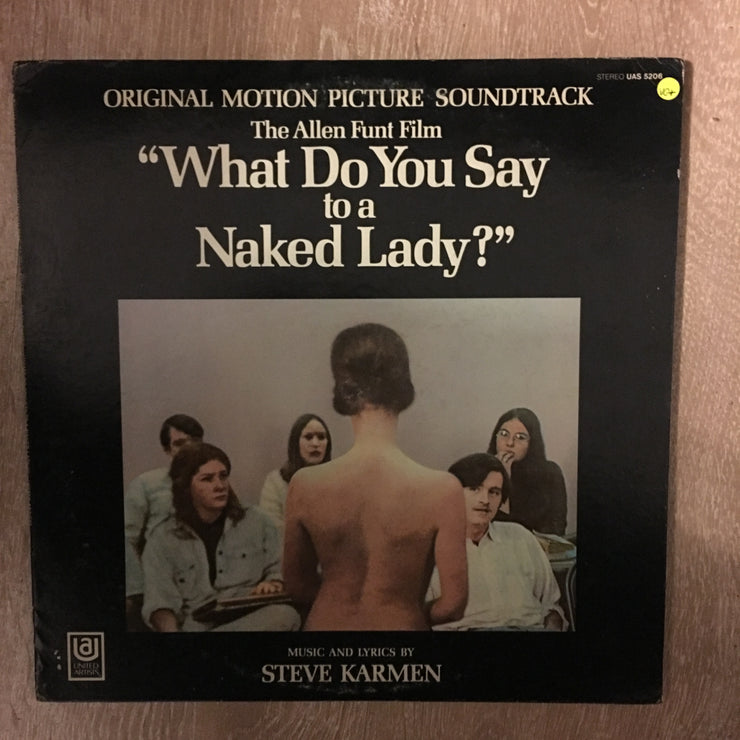 STEREO UAS 5206
ORIGINAL MOTION PICTURE SOUNDTRACK
The Allen Funt Film
“What Do You Say
to a
Naked Lady?”
UA
UNITED
ARTISTS
MUSIC AND LYRICS BY
STEVE KARMEN